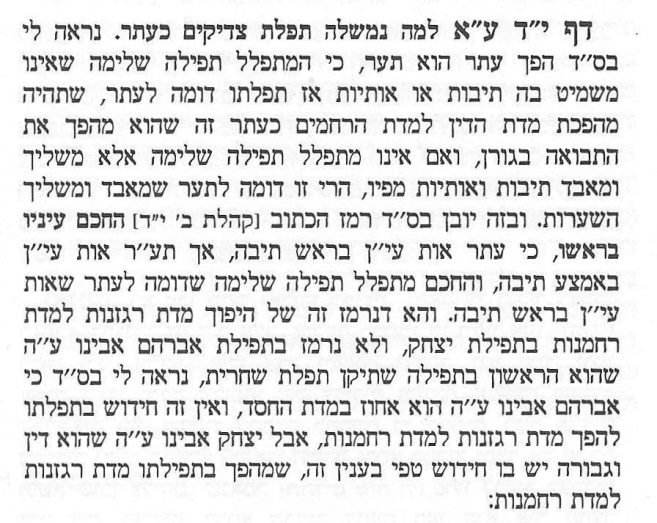 דף י״ד ע״א למה נמשלה תפלת צדיקים כעתר. נראה לי
בס״ד הפך עתר הוא תער, כי המתפלל תפילה שלימה שאינו
משמיט בה תיבות או אותיות אז תפלתו דומה לעתר, שתהיה
מהפכת מדת הדין למדת הרחמים כעתר זה שהוא מהפך את
התבואה בגורן, ואם אינו מתפלל תפילה שלימה אלא משליך
ומאבד תיבות ואותיות מפיו, הרי זו דומה לתער שמאבד ומשליך
השערות. ובזה יובן בס״ד רמז הכתוב [קהלת ב׳ י״ד] החכם עיניו
בראשו, כי עתר אות עי״ן בראש תיבה, אך תע״ר אות עי״ן
באמצע תיבה, והחכם מתפלל תפילה שלימה שדומה לעתר שאות
עי״ן בראש תיבה. והא דנרמז זה של היפוך מדת רגזנות למדת
רחמנות בתפילת יצחק, ולא נרמז בתפילת אברהם אבינו ע״ה
שהוא הראשון בתפילה שתיקן תפלת שחרית, נראה לי בס״ד כי
אברהם אבינו ע״ה הוא אחוז במדת החסד, ואין זה חידוש בתפלתו
להפך מדת רגזנות למדת רחמנות, אבל יצחק אבינו ע״ה שהוא דין
וגבורה יש בו חידוש טפי בענין זה, שמהפך בתפילתו מדת רגזנות
למדת רחמנות: